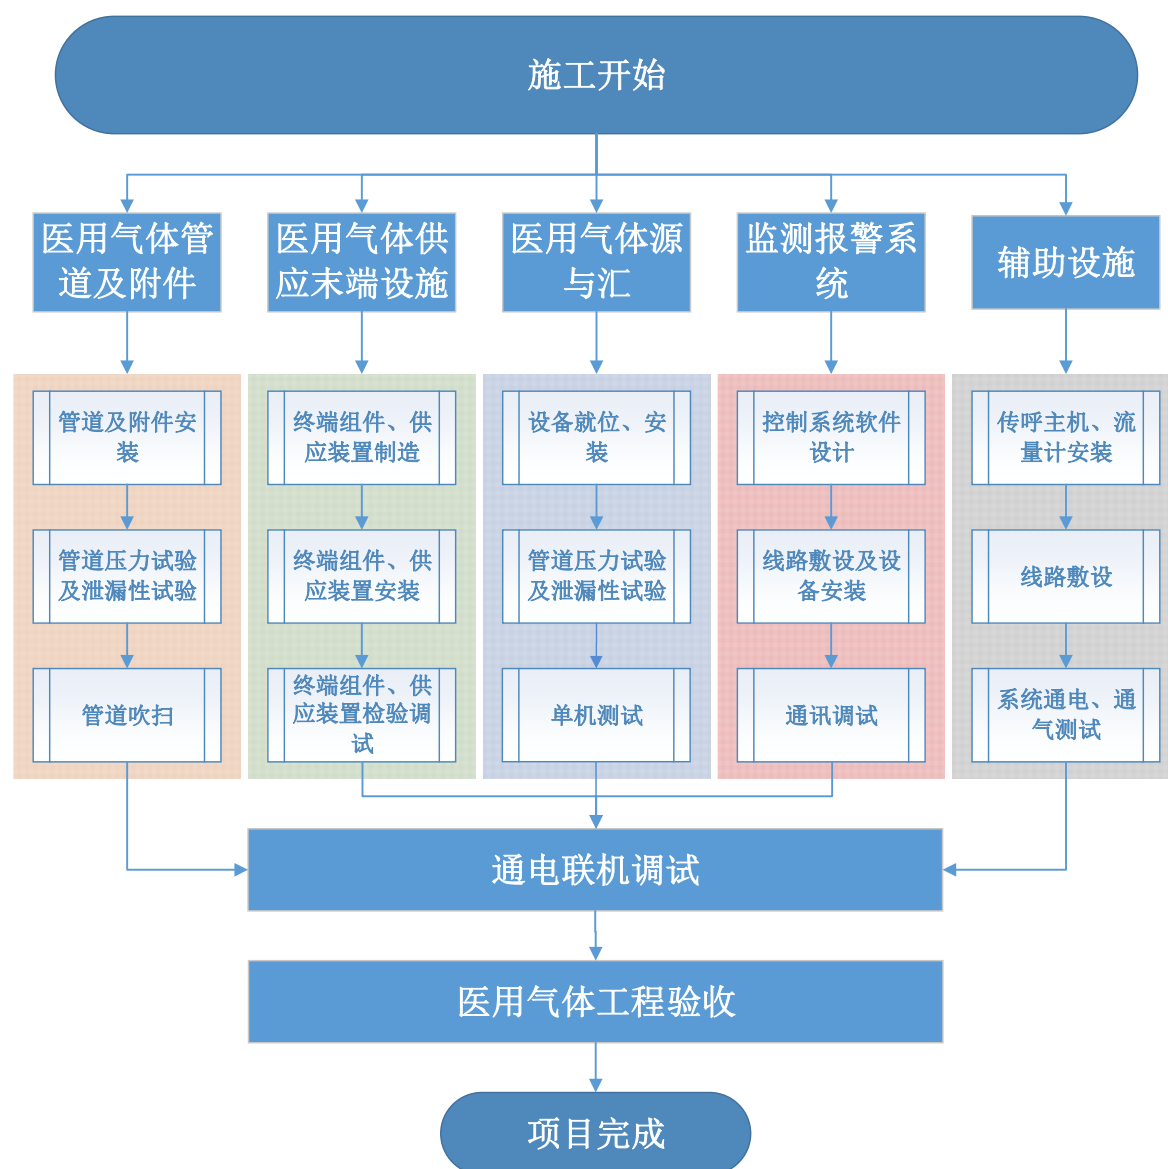 施工开始
医用气体管
道及附件
医用气体供
应末端设施
医用气体源
与汇
监测报警系
统
辅助设施
管道及附件安
装
终端组件、供
应装置制造
设备就位、安
装
控制系统软件
设计
传呼主机、流
量计安装
管道压力试验
及泄漏性试验
终端组件、供
应装置安装
管道压力试验
及泄漏性试验
线路敷设及设
备安装
线路敷设
管道吹扫
终端组件、供
应装置检验调
试
单机测试
通讯调试
系统通电、通
气测试
通电联机调试
医用气体工程验收
项目完成